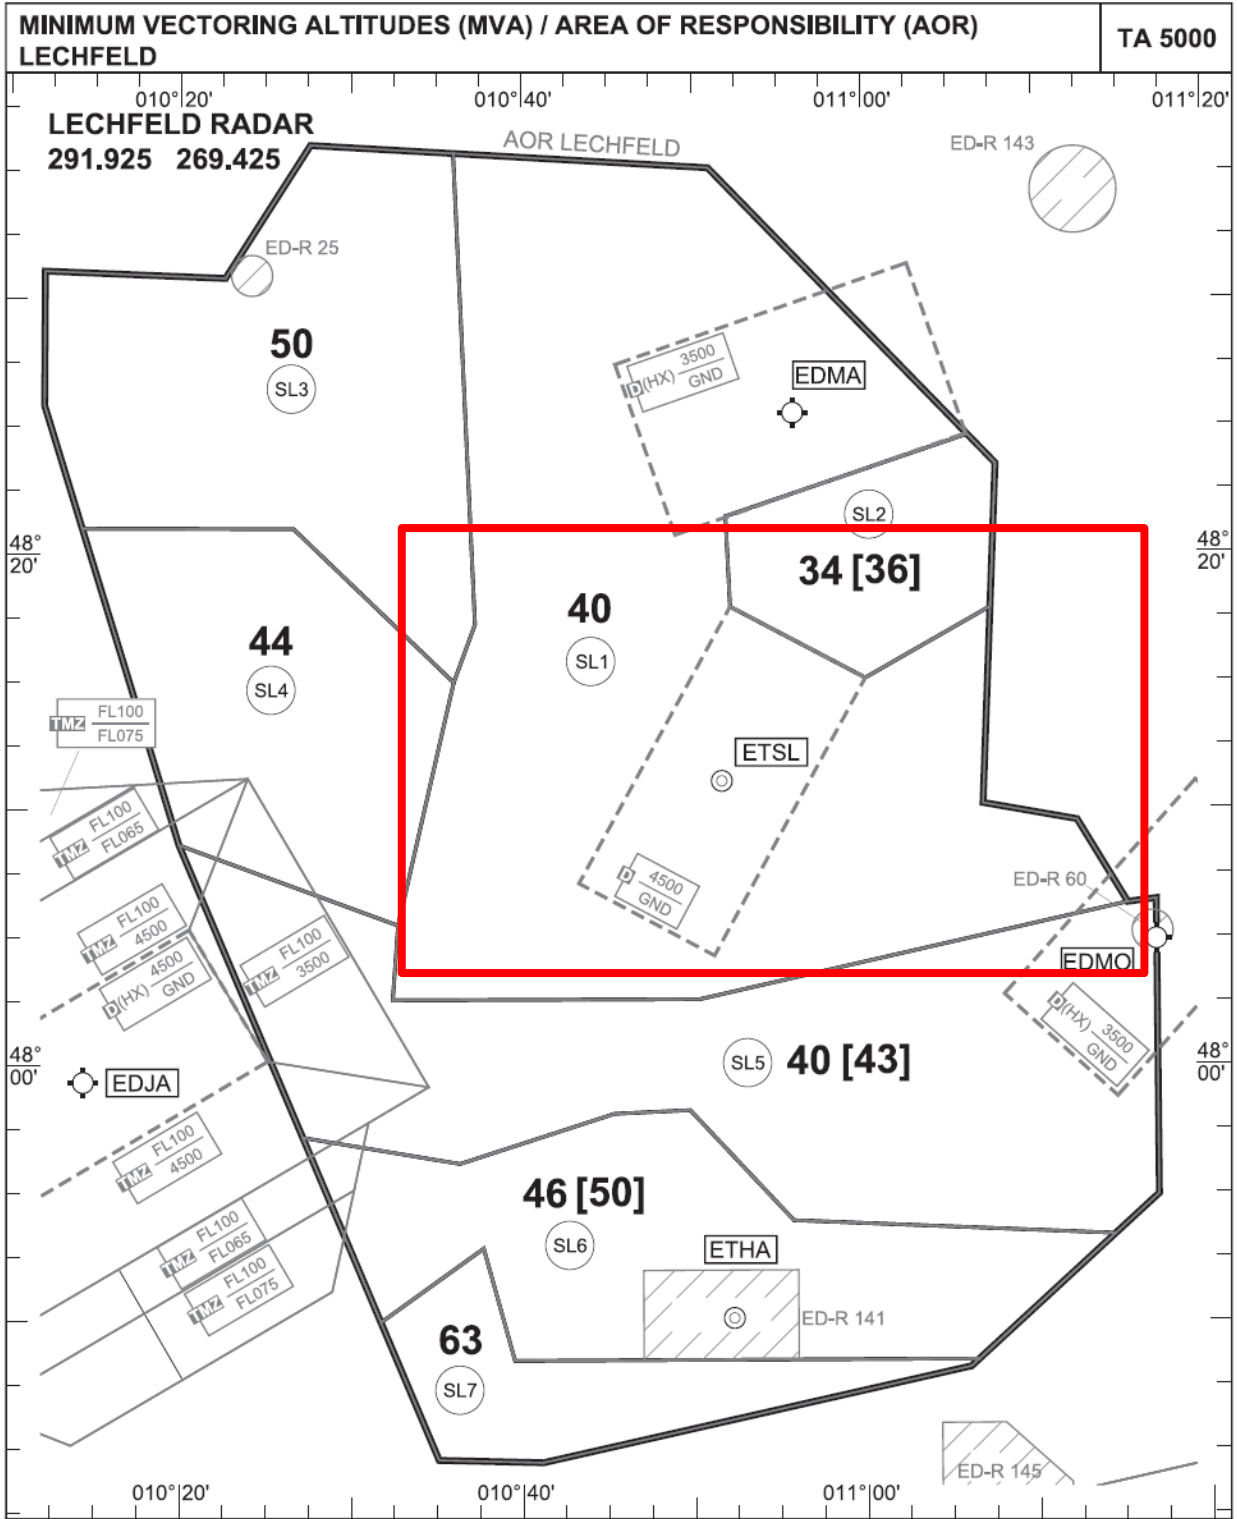 MINIMUM VECTORING ALTITUDES (MVA) / AREA OF RESPONSIBILITY (AOR)
LECHFELD
TA 5000
010°20'
010°40'
011°00'
011°20'
LECHFELD RADAR
291.925 269.425
AOR LECHFELD
ED-R 143
ED-R 25
50
SL3
D(HX) 3500
GND
EDMA
SL2
34 [36]
48°
20'
48°
20'
40
SL1
44
SL4
TMZ FL100
FL075
ETSL
TMZ FL100
FL065
D 4500
GND
ED-R 60
TMZ FL100
4500
D(HX) 4500
GND
TMZ FL100
3500
EDMO
D(HX) 3500
GND
48°
00'
48°
00'
EDJA
SL5
40 [43]
TMZ FL100
4500
46 [50]
SL6
TMZ FL100
FL065
TMZ FL100
FL075
ETHA
ED-R 141
63
SL7
ED-R 145
010°20'
010°40'
011°00'